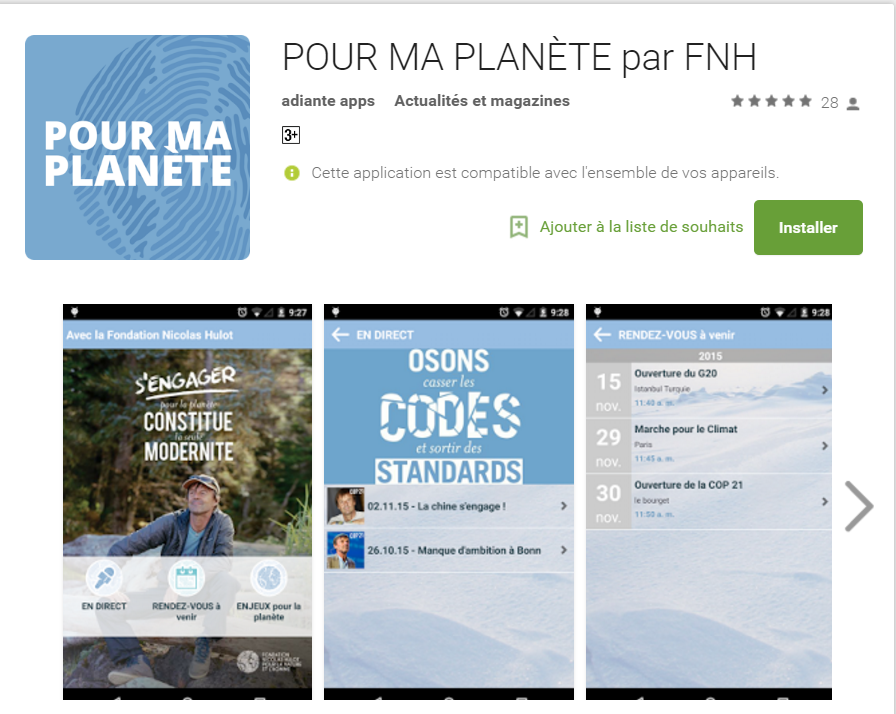 POUR MA
PLANÈTE
POUR MA PLANÈTE par FNH
adiante apps Actualités et magazines
28
3+
Cette application est compatible avec l'ensemble de vos appareils.
Ajouter à la liste de souhaits
Installer
9:27
Avec la Fondation Nicolas Hulot
S'ENGAGER
pour la planète
CONSTITUE
la seule
MODERNITE
EN DIRECT
RENDEZ-VOUS à
venir
ENJEUX pour la
planète
FONDATION
NICOLAS HULOT
POUR LA NATURE
ET L'HOMME
9:28
EN DIRECT
OSONS
casser les
CODES
et sortir des
STANDARDS
COP21
02.11.15 - La chine s'engage !
COP21
26.10.15 - Manque d'ambition à Bonn
9:28
RENDEZ-VOUS à venir
2015
15
nov.
Ouverture du G20
Istanbul Turquie
11:40 a. m.
29
nov.
Marche pour le Climat
Paris
11:45 a. m.
30
nov.
Ouverture de la COP 21
le bourget
11:50 a. m.